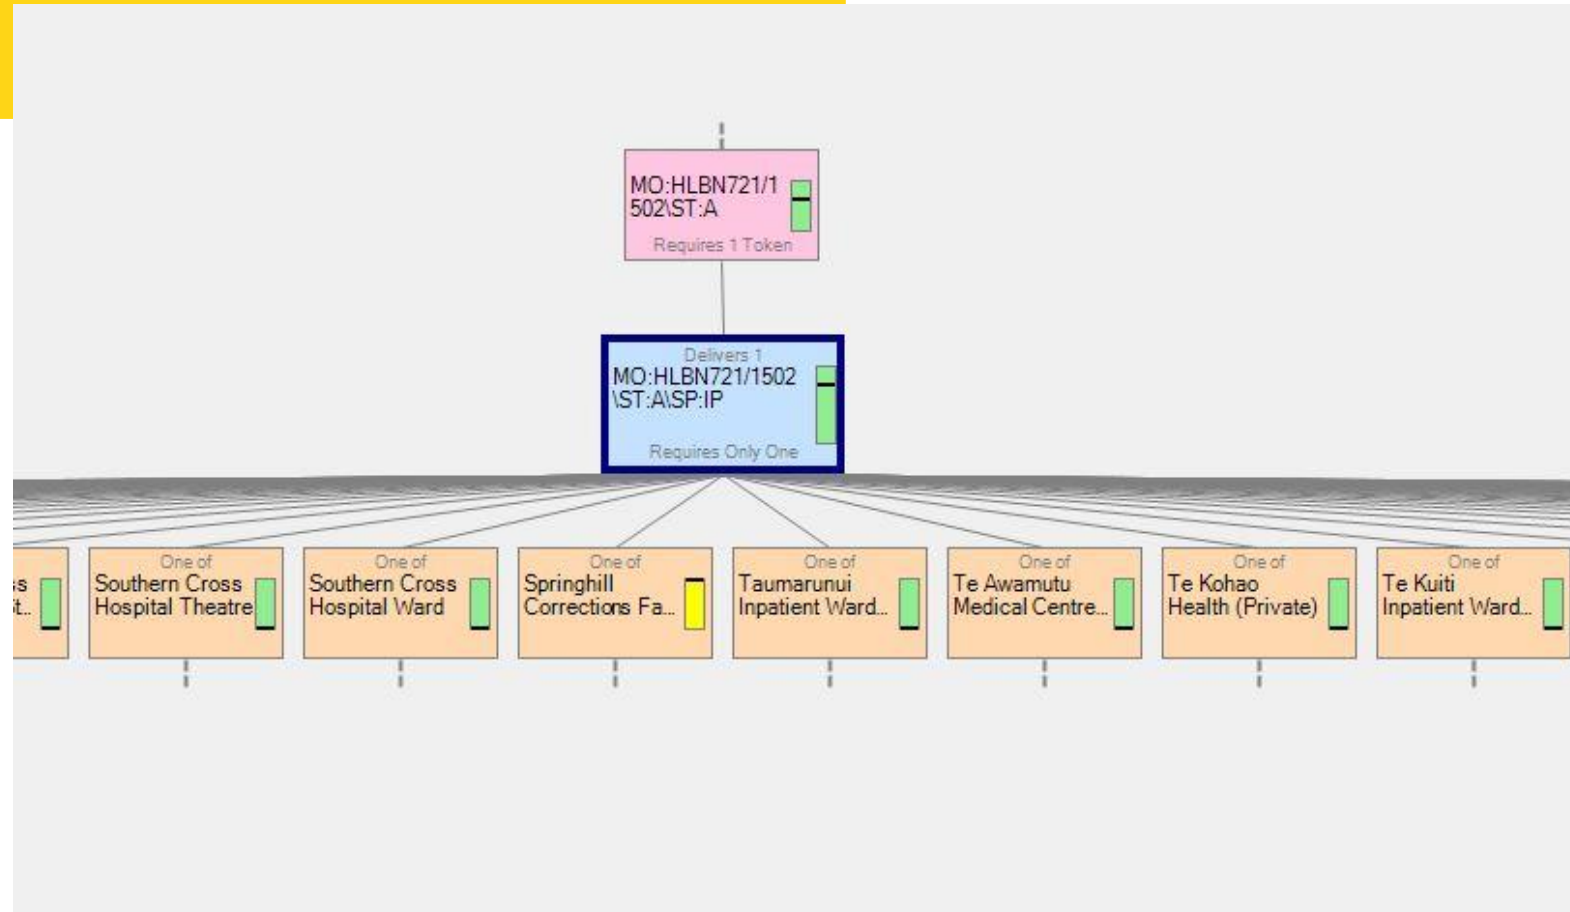 MO:HLBN721/1
502\ST:A
Requires 1 Token
Delivers 1
MO:HLBN721/1502
\ST:A\SP:IP
Requires Only One
ss
t...
One of
Southern Cross
Hospital Theatre
One of
Southern Cross
Hospital Ward
One of
Springhill
Corrections Fa...
One of
Taumarunui
Inpatient Ward...
One of
Te Awamutu
Medical Centre...
One of
Te Kohao
Health (Private)
One of
Te Kuiti
Inpatient Ward...